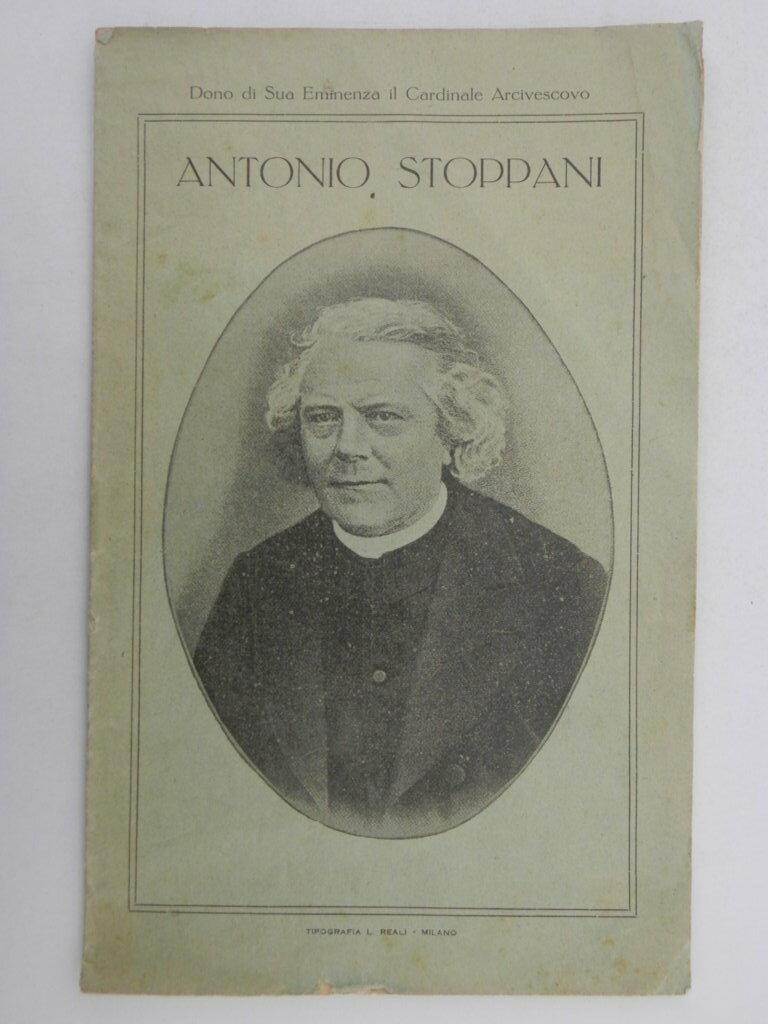 Dono di Sua Eminenza il Cardinale Arcivescovo
ANTONIO STOPPANI
TIPOGRAFIA L. REALI - MILANO